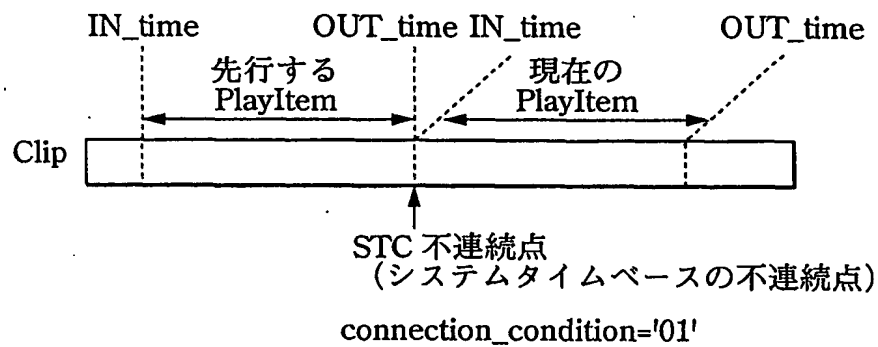 IN_time OUT_time IN_time OUT_time
先行する 現在の
PlayItem PlayItem
Clip
STC 不連続点
（システムタイムベースの不連続点）
connection_condition='01'